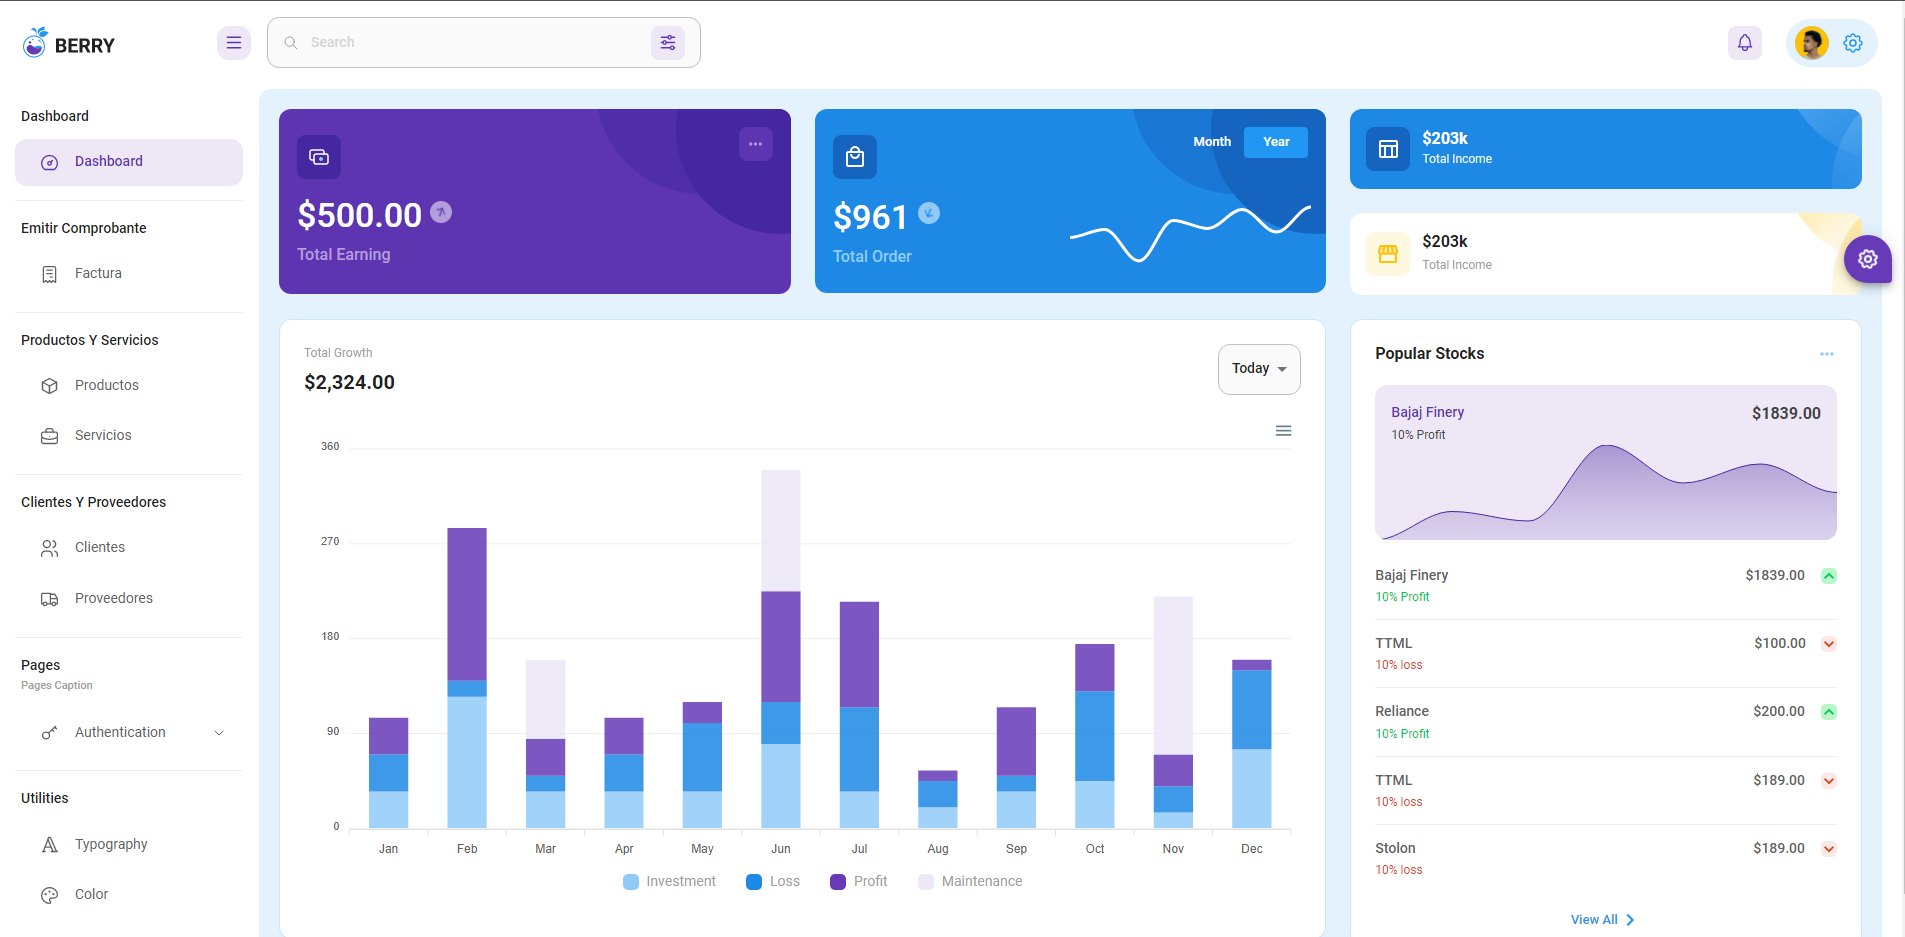 BERRY
Search
Dashboard
Dashboard
Emitir Comprobante
Factura
Productos Y Servicios
Productos
Servicios
Clientes Y Proveedores
Clientes
Proveedores
Pages
Pages Caption
Authentication
Utilities
Typography
Color
$500.00
Total Earning
Month
Year
$961
Total Order
$203k
Total Income
$203k
Total Income
Total Growth
$2,324.00
Today
360
270
180
90
0
Jan Feb Mar Apr May Jun Jul Aug Sep Oct Nov Dec
Investment Loss Profit Maintenance
Popular Stocks
Bajaj Finery $1839.00
10% Profit
Bajaj Finery $1839.00
10% Profit
TTML $100.00
10% loss
Reliance $200.00
10% Profit
TTML $189.00
10% loss
Stolon $189.00
10% loss
View All